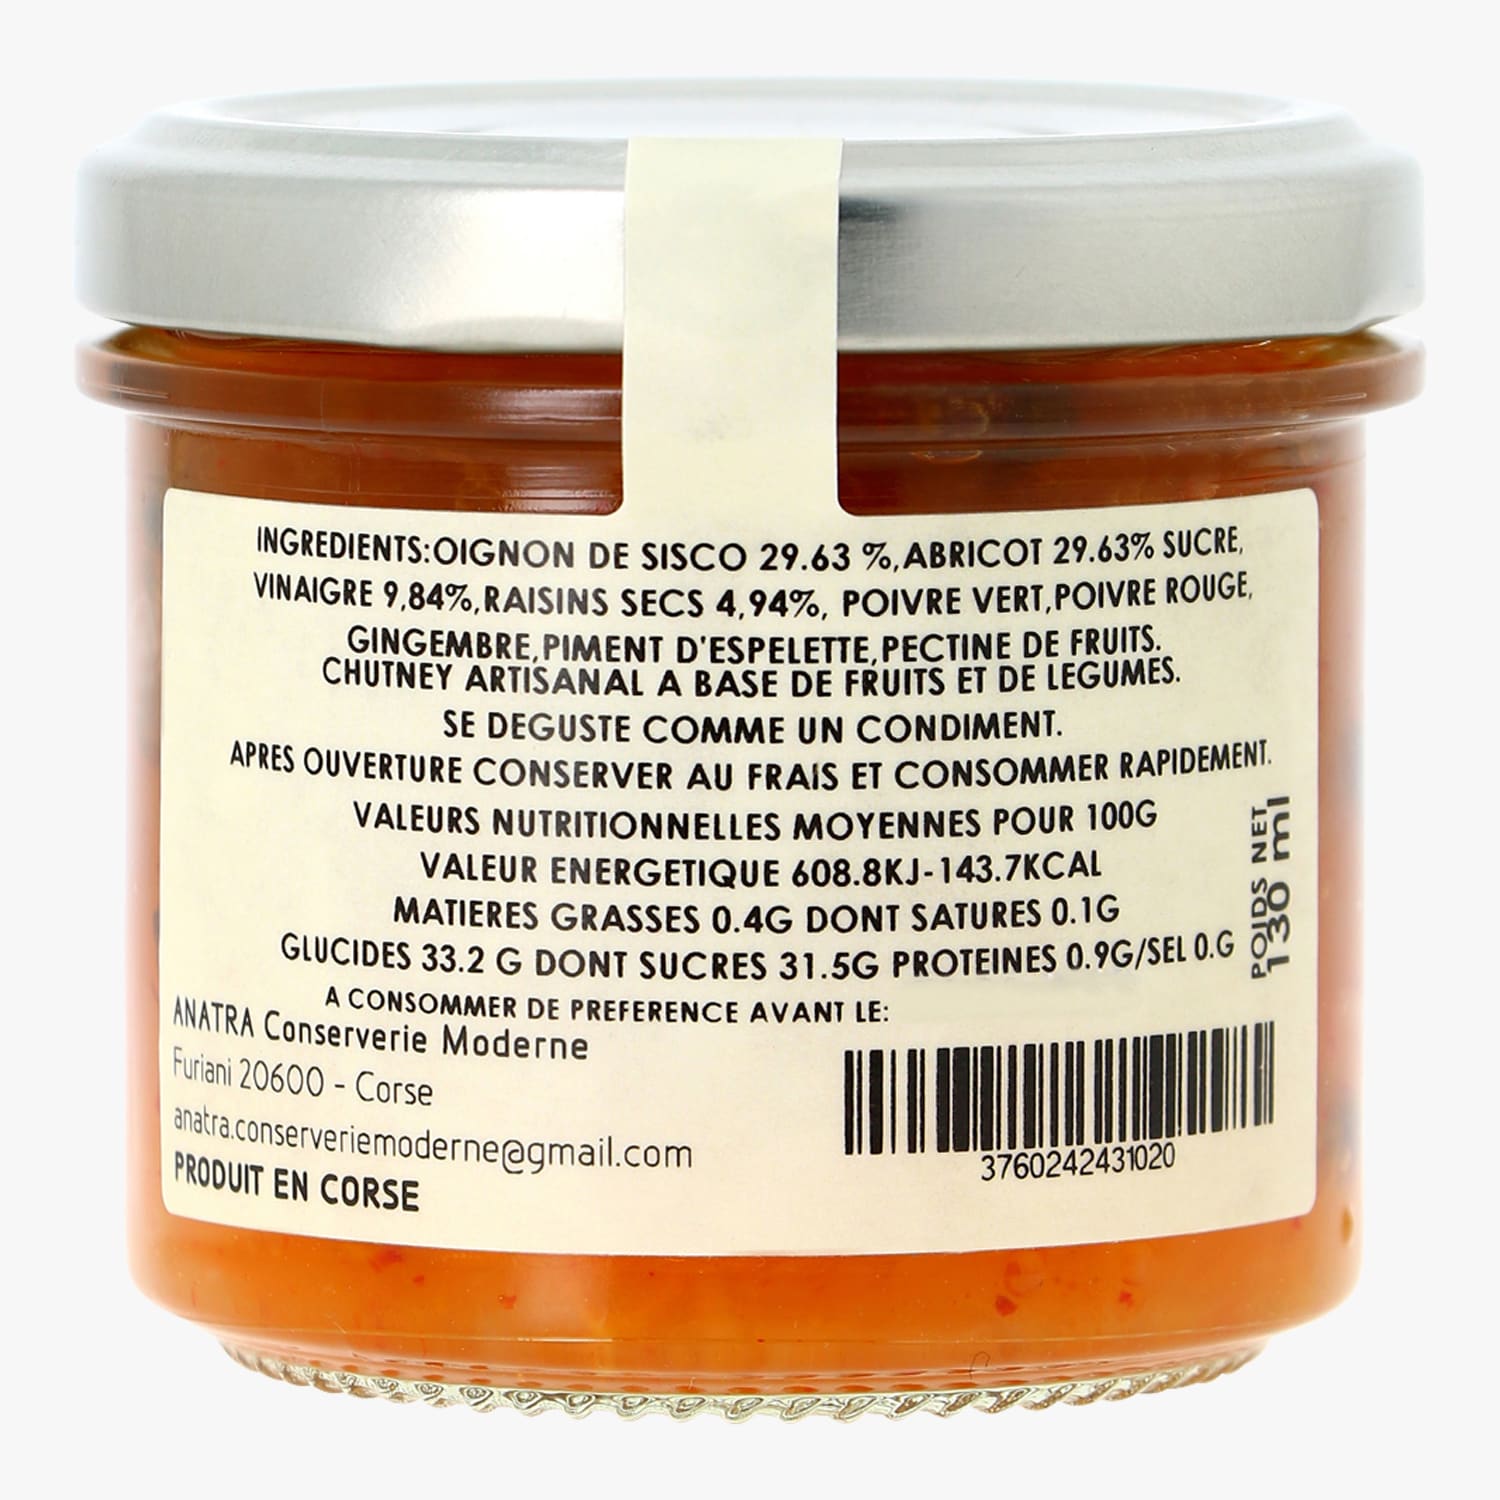 INGREDIENTS:OIGNON DE SISCO 29.63 %,ABRICOT 29.63% SUCRE,
VINAIGRE 9,84%,RAISINS SECS 4,94%, POIVRE VERT,POIVRE ROUGE,
GINGEMBRE,PIMENT D'ESPELETTE,PECTINE DE FRUITS.
CHUTNEY ARTISANAL A BASE DE FRUITS ET DE LEGUMES.
SE DEGUSTE COMME UN CONDIMENT.
APRES OUVERTURE CONSERVER AU FRAIS ET CONSOMMER RAPIDEMENT.
VALEURS NUTRITIONNELLES MOYENNES POUR 100G
VALEUR ENERGETIQUE 608.8KJ-143.7KCAL
MATIERES GRASSES 0.4G DONT SATURES 0.1G
GLUCIDES 33.2 G DONT SUCRES 31.5G PROTEINES 0.9G/SEL 0.G
POIDS NET
130 ml
A CONSOMMER DE PREFERENCE AVANT LE:
ANATRA Conserverie Moderne
Furiani 20600 - Corse
anatra.conserveriemoderne@gmail.com
PRODUIT EN CORSE
3760242431020